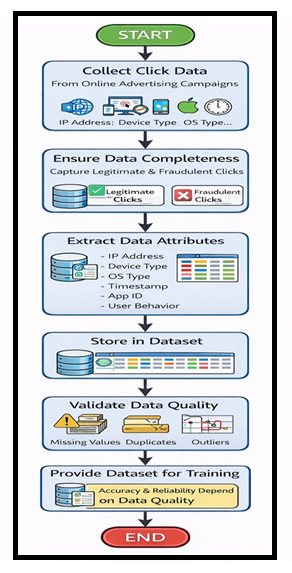 START
Collect Click Data
From Online Advertising Campaigns
IP
IP Address: Device Type. OS Type...
Ensure Data Completeness
Capture Legitimate & Fraudulent Clicks
Legitimate Clicks
Fraudulent Clicks
Extract Data Attributes
- IP Address
- Device Type
- OS Type
- Timestamp
- App ID
- User Behavior
Store in Dataset
Validate Data Quality
Missing Values Duplicates Outliers
Provide Dataset for Training
Accuracy & Reliability Depend
on Data Quality
END